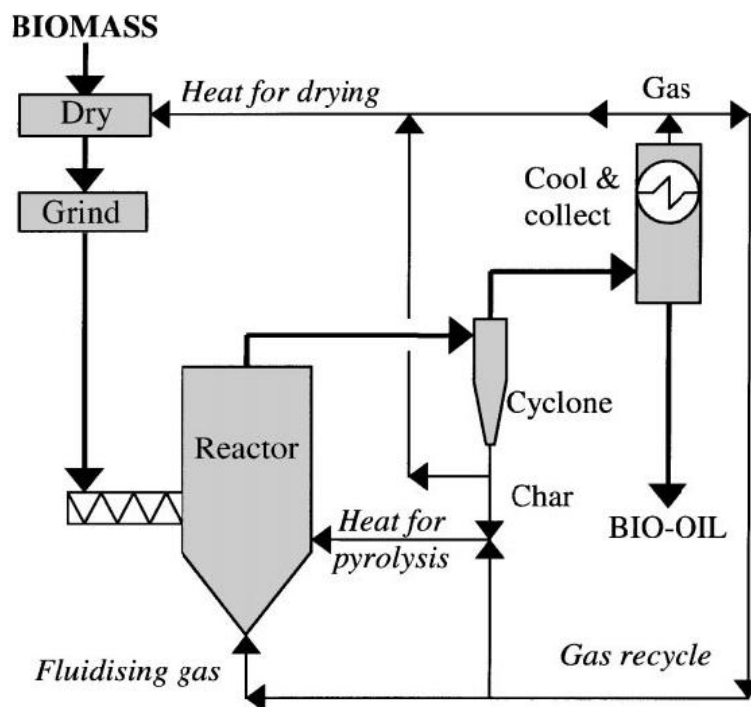 BIOMASS
Heat for drying
Gas
Dry
Cool &
collect
Grind
Cyclone
Reactor
Char
Heat for
pyrolysis
BIO-OIL
Fluidising gas
Gas recycle